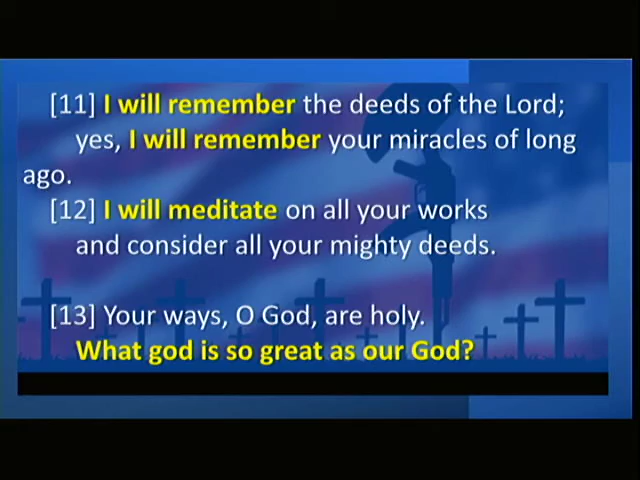 [11] I will remember the deeds of the Lord;
yes, I will remember your miracles of long
ago.
[12] I will meditate on all your works
and consider all your mighty deeds.
[13] Your ways, O God, are holy.
What god is so great as our God?